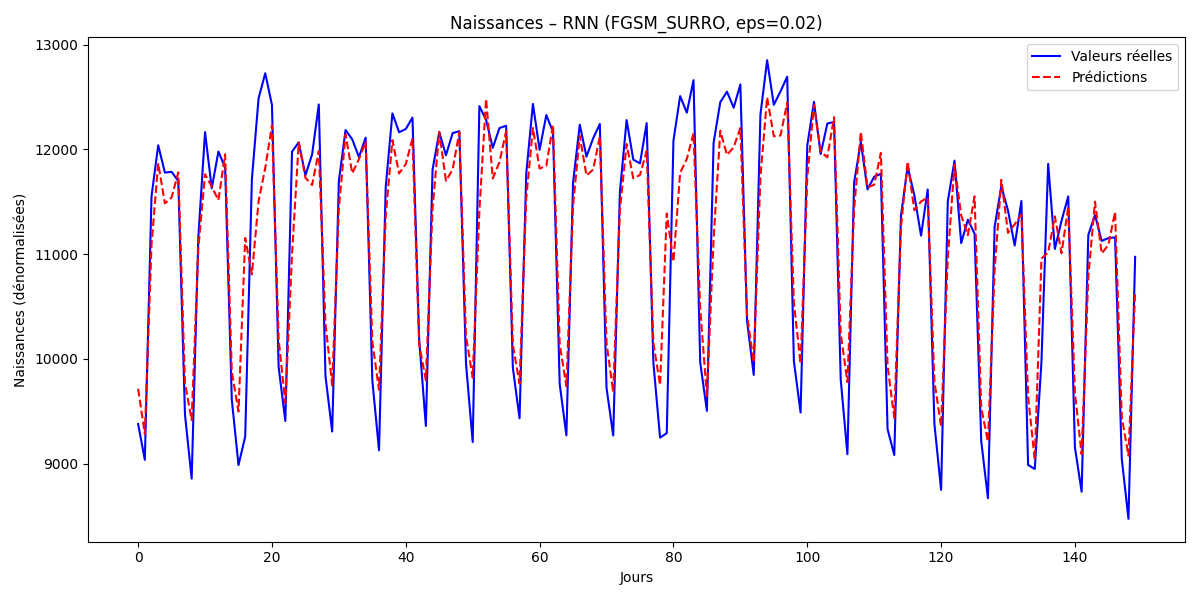 Naissances – RNN (FGSM_SURRO, eps=0.02)
Valeurs réelles
Prédictions
Naissances (dénormalisées)
13000
12000
11000
10000
9000
0 20 40 60 80 100 120 140
Jours